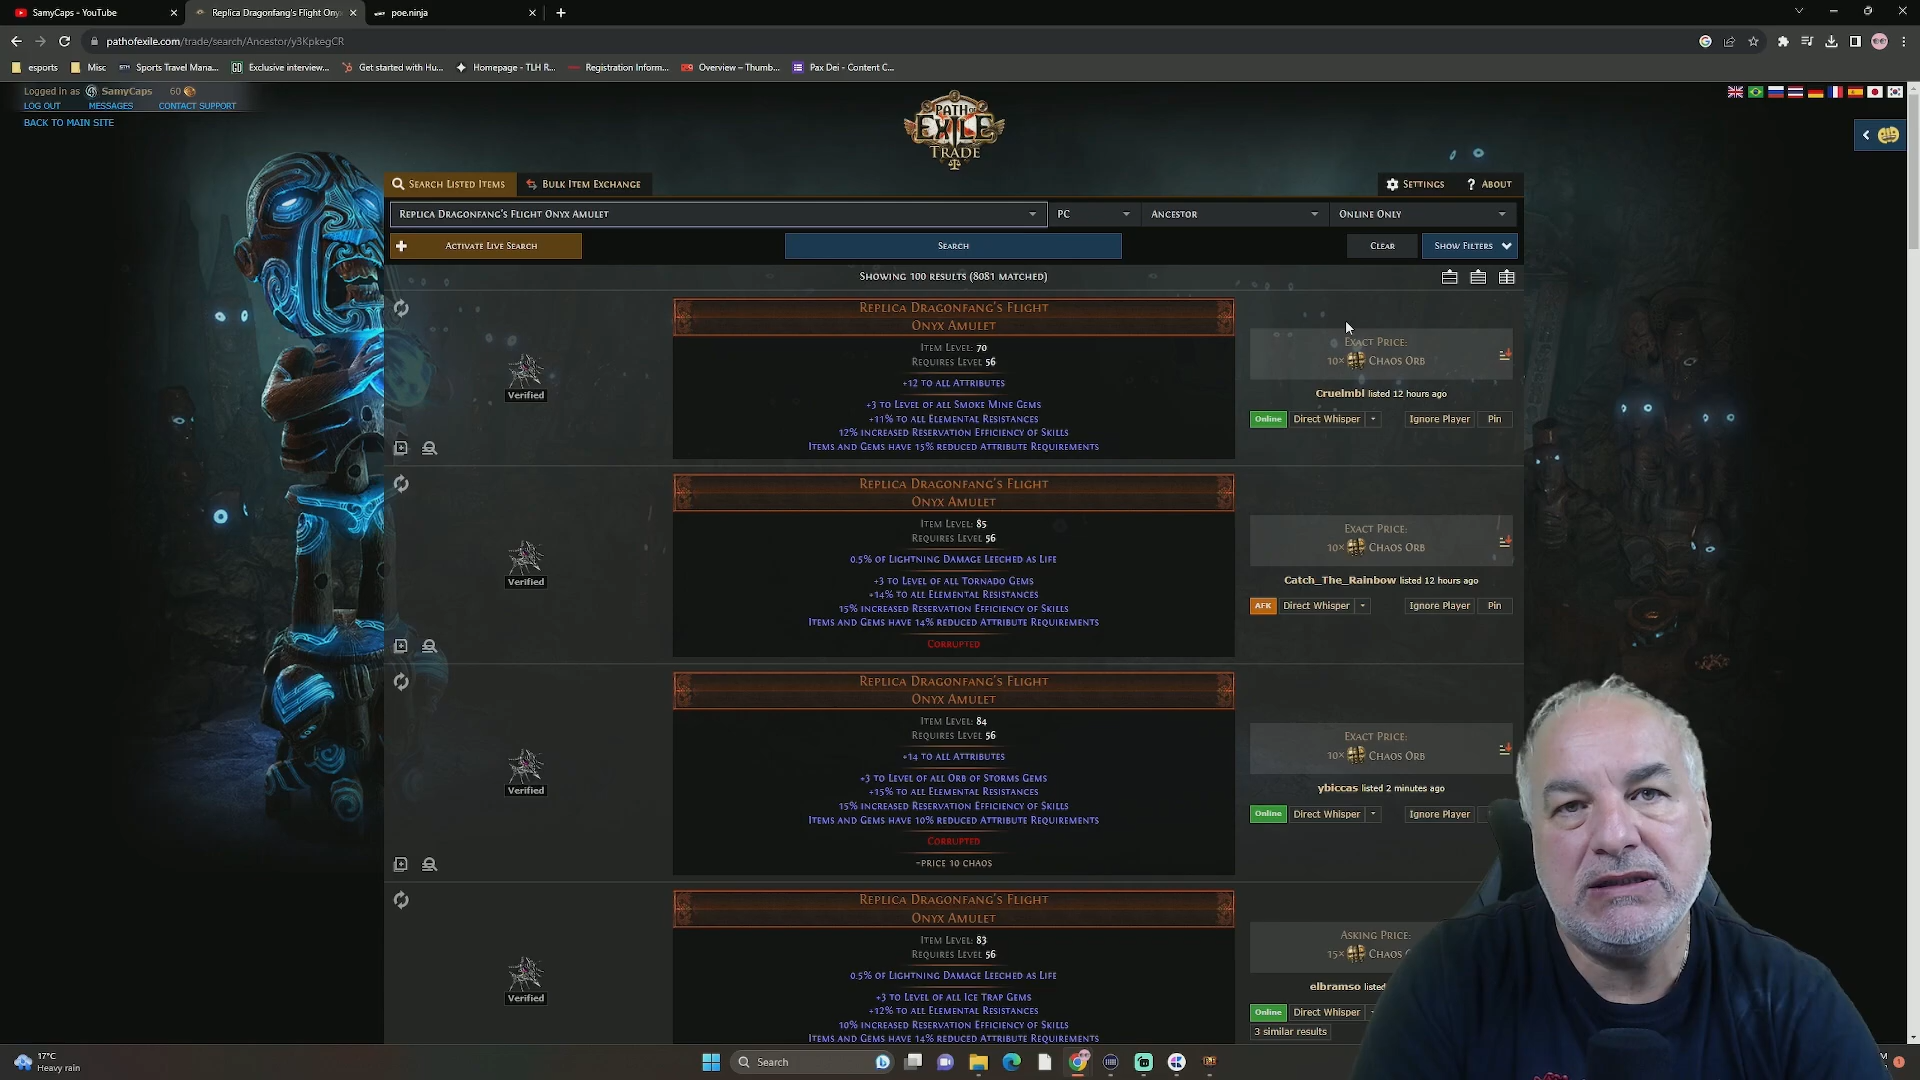 SamyCaps - YouTube
Replica Dragonfang's Flight Ony
poe.ninja
pathofexile.com/trade/search/Ancestor/y3KpkegCR
esports
Misc
Sports Travel Mana...
Exclusive interview...
Get started with Hu...
Homepage - TLH R...
Registration Inform...
Overview – Thumb...
Pax Dei - Content C...
Logged in as SamyCaps 60
LOG OUT MESSAGES CONTACT SUPPORT
BACK TO MAIN SITE
PATH OF EXILE TRADE
Search Listed Items
Bulk Item Exchange
Settings
? About
Replica Dragonfang's Flight Onyx Amulet
PC
Ancestor
Online Only
Activate Live Search
Search
Clear
Show Filters
Showing 100 results (8081 matched)
Replica Dragonfang's Flight
Onyx Amulet
Item Level: 70
Requires Level 56
+12 to all Attributes
+3 to Level of all Smoke Mine Gems
+11% to all Elemental Resistances
12% increased Reservation Efficiency of Skills
Items and Gems have 15% reduced Attribute Requirements
Verified
Exact Price:
10× Chaos Orb
Cruelmbl listed 12 hours ago
Online Direct Whisper Ignore Player Pin
Replica Dragonfang's Flight
Onyx Amulet
Item Level: 85
Requires Level 56
0.5% of Lightning Damage Leeched as Life
+3 to Level of all Tornado Gems
+14% to all Elemental Resistances
15% increased Reservation Efficiency of Skills
Items and Gems have 14% reduced Attribute Requirements
Corrupted
Verified
Exact Price:
10× Chaos Orb
Catch_The_Rainbow listed 12 hours ago
AFK Direct Whisper Ignore Player Pin
Replica Dragonfang's Flight
Onyx Amulet
Item Level: 84
Requires Level 56
+14 to all Attributes
+3 to Level of all Orb of Storms Gems
+15% to all Elemental Resistances
15% increased Reservation Efficiency of Skills
Items and Gems have 10% reduced Attribute Requirements
Corrupted
~price 10 chaos
Verified
Exact Price:
10× Chaos Orb
ybiccas listed 2 minutes ago
Online Direct Whisper Ignore Player
Replica Dragonfang's Flight
Onyx Amulet
Item Level: 83
Requires Level 56
0.5% of Lightning Damage Leeched as Life
+3 to Level of all Ice Trap Gems
+12% to all Elemental Resistances
10% increased Reservation Efficiency of Skills
Items and Gems have 14% reduced Attribute Requirements
Verified
Asking Price:
15× Chaos
elbramso listed
Online Direct Whisper
3 similar results
17°C
Heavy rain
Search